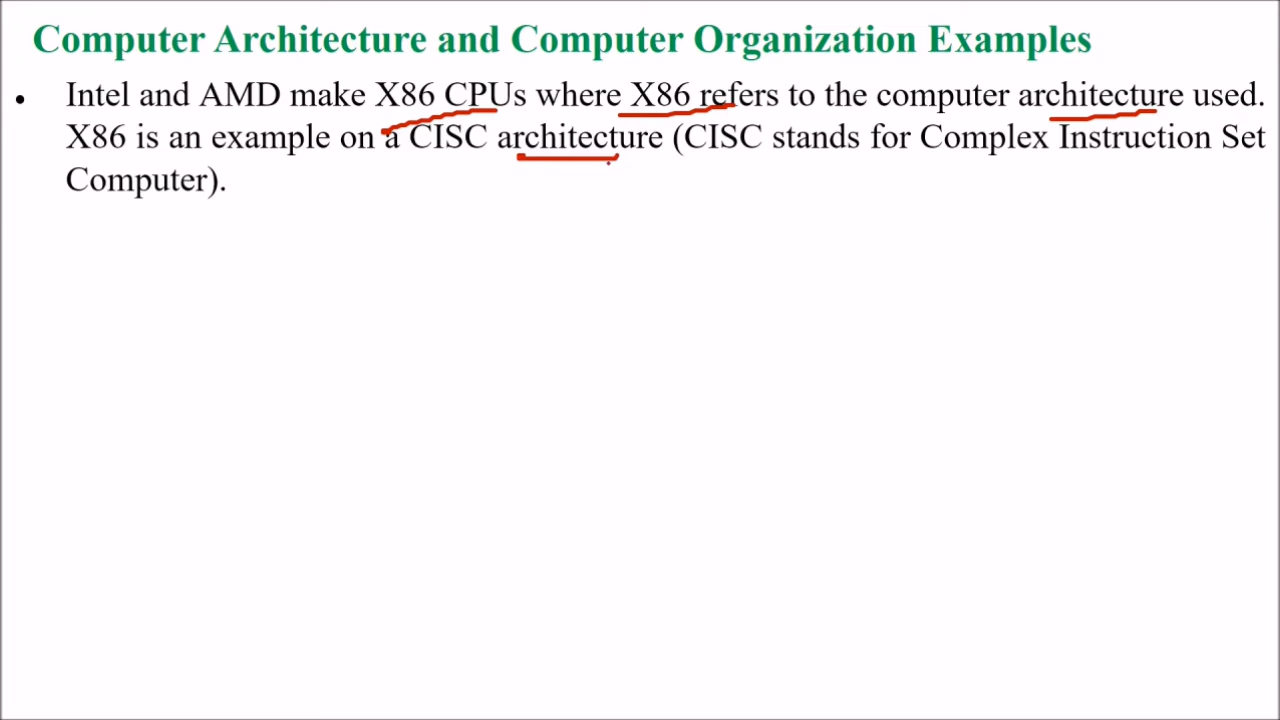 Computer Architecture and Computer Organization Examples
• Intel and AMD make X86 CPUs where X86 refers to the computer architecture used.
X86 is an example on a CISC architecture (CISC stands for Complex Instruction Set
Computer).